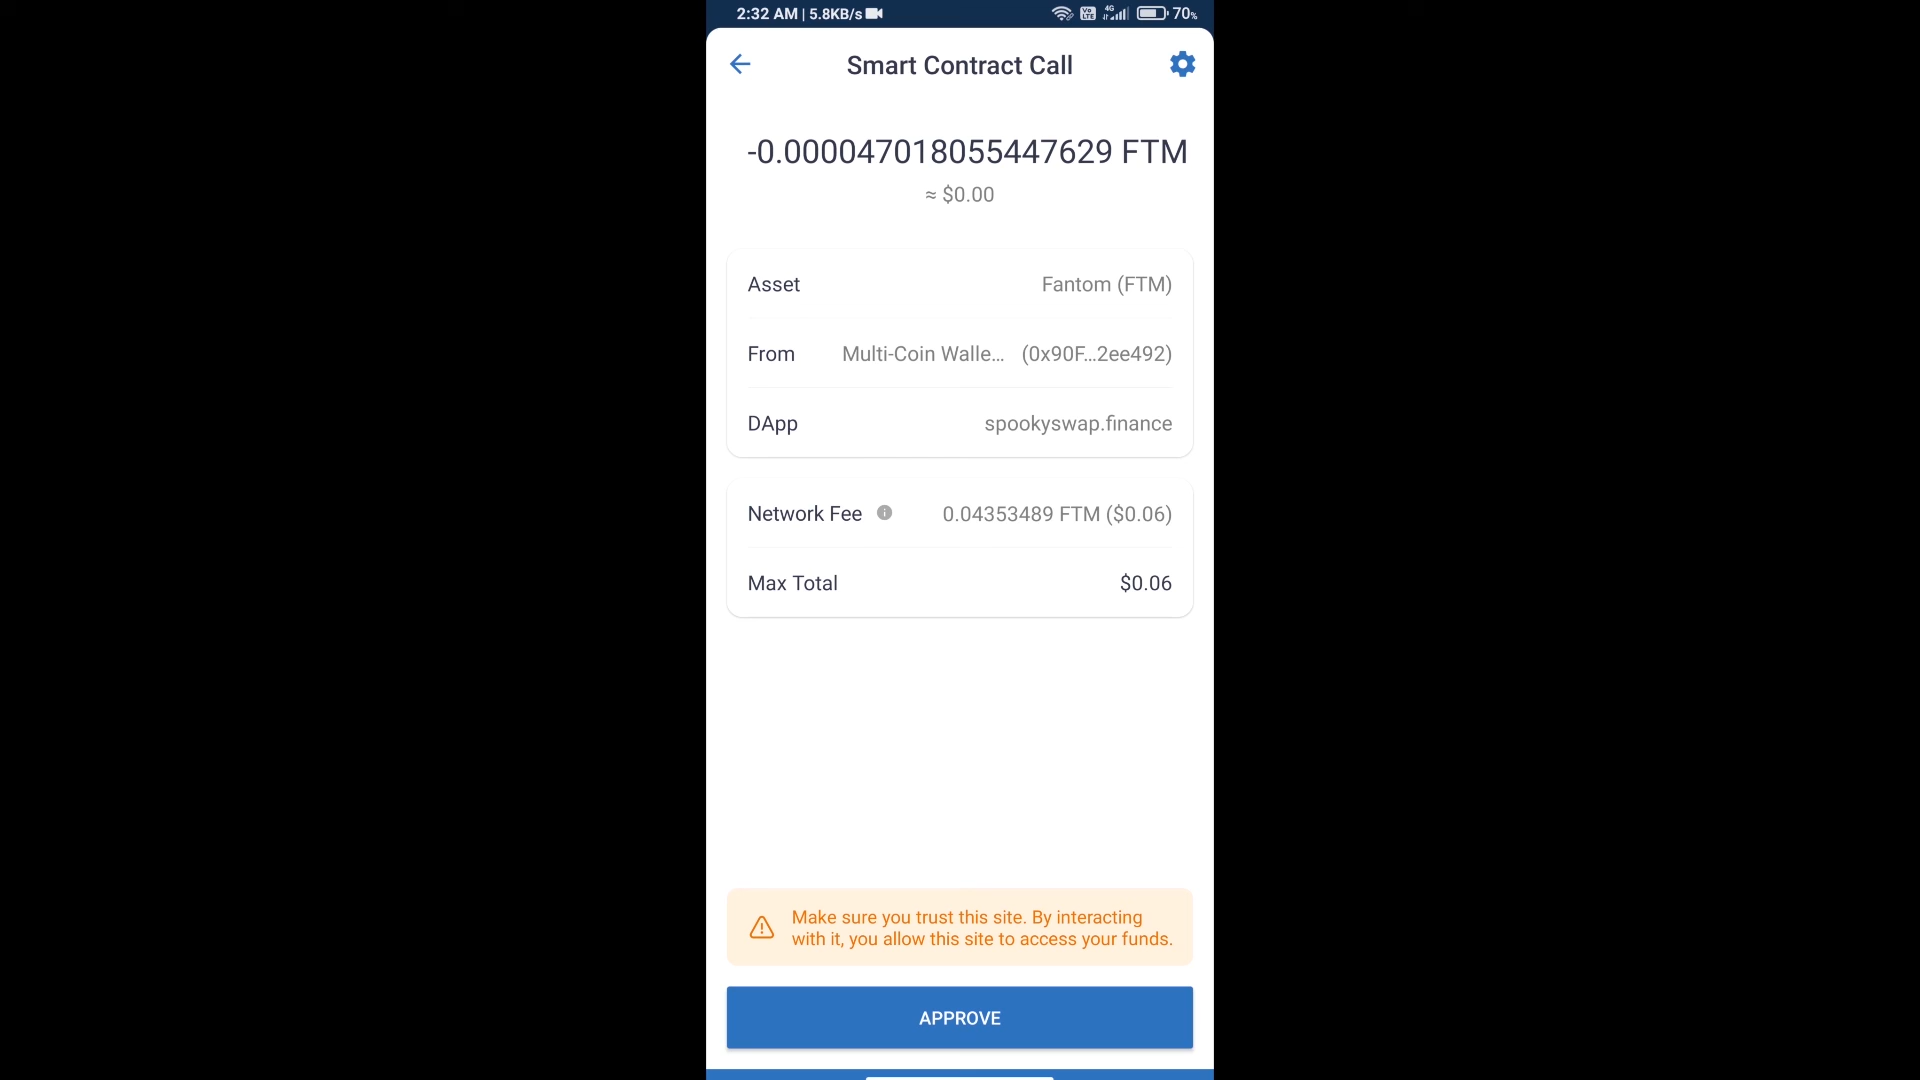 2:32 AM | 5.8KB/s 4G 70%
Smart Contract Call
-0.000047018055447629 FTM
≈ $0.00
Asset Fantom (FTM)
From Multi-Coin Walle... (0x90F...2ee492)
DApp spookyswap.finance
Network Fee 0.04353489 FTM ($0.06)
Max Total $0.06
Make sure you trust this site. By interacting
with it, you allow this site to access your funds.
APPROVE